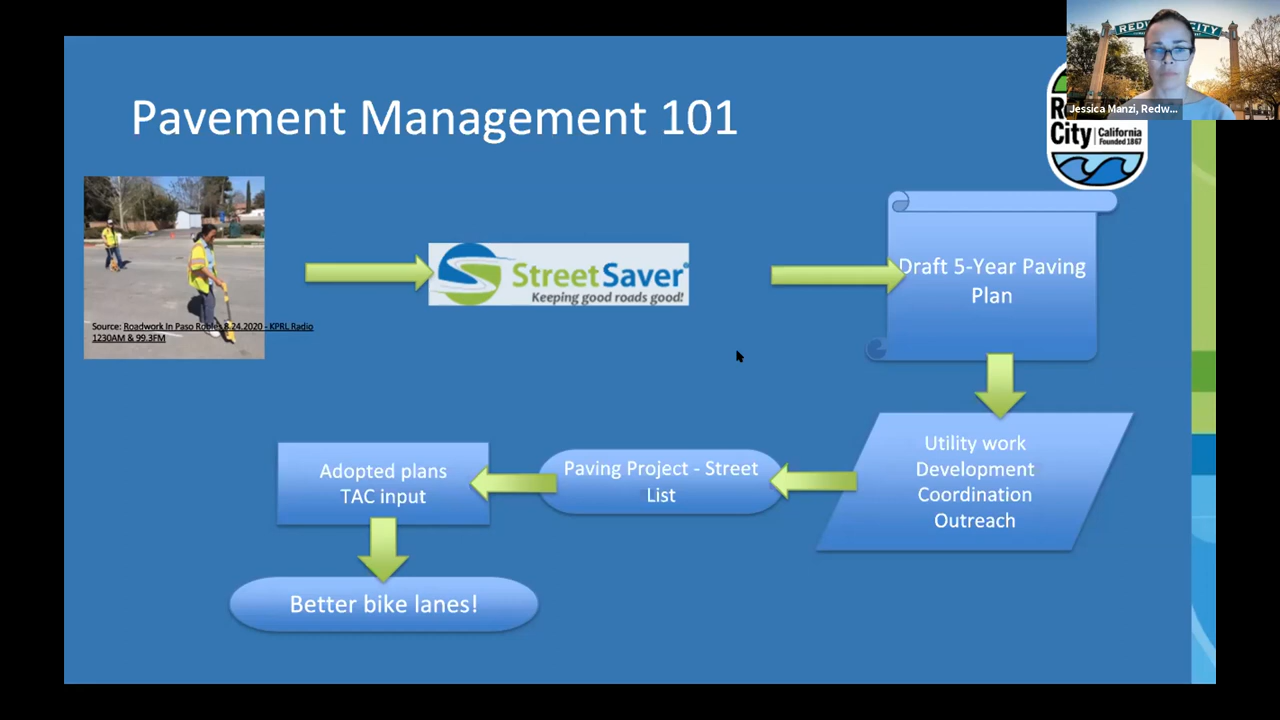 REDWOOD CITY
Jessica Manzi, Redw...
Pavement Management 101
City
California
Founded 1867
StreetSaver®
Keeping good roads good!
Draft 5-Year Paving
Plan
Source: Roadwork In Paso Robles 8.24.2020 - KPRL Radio
1230AM & 99.3FM
Utility work
Development
Coordination
Outreach
Paving Project - Street
List
Adopted plans
TAC input
Better bike lanes!